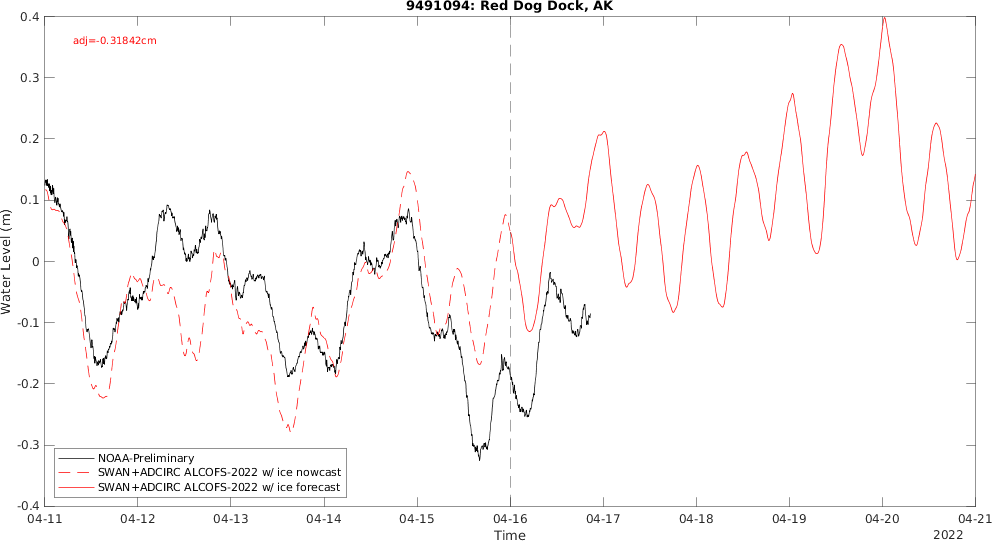 9491094: Red Dog Dock, AK
adj=-0.31842cm
0.4
0.3
0.2
0.1
0
-0.1
-0.2
-0.3
-0.4
Water Level (m)
NOAA-Preliminary
SWAN+ADCIRC ALCOFS-2022 w/ ice nowcast
SWAN+ADCIRC ALCOFS-2022 w/ ice forecast
04-11 04-12 04-13 04-14 04-15 04-16 04-17 04-18 04-19 04-20 04-21
Time
2022